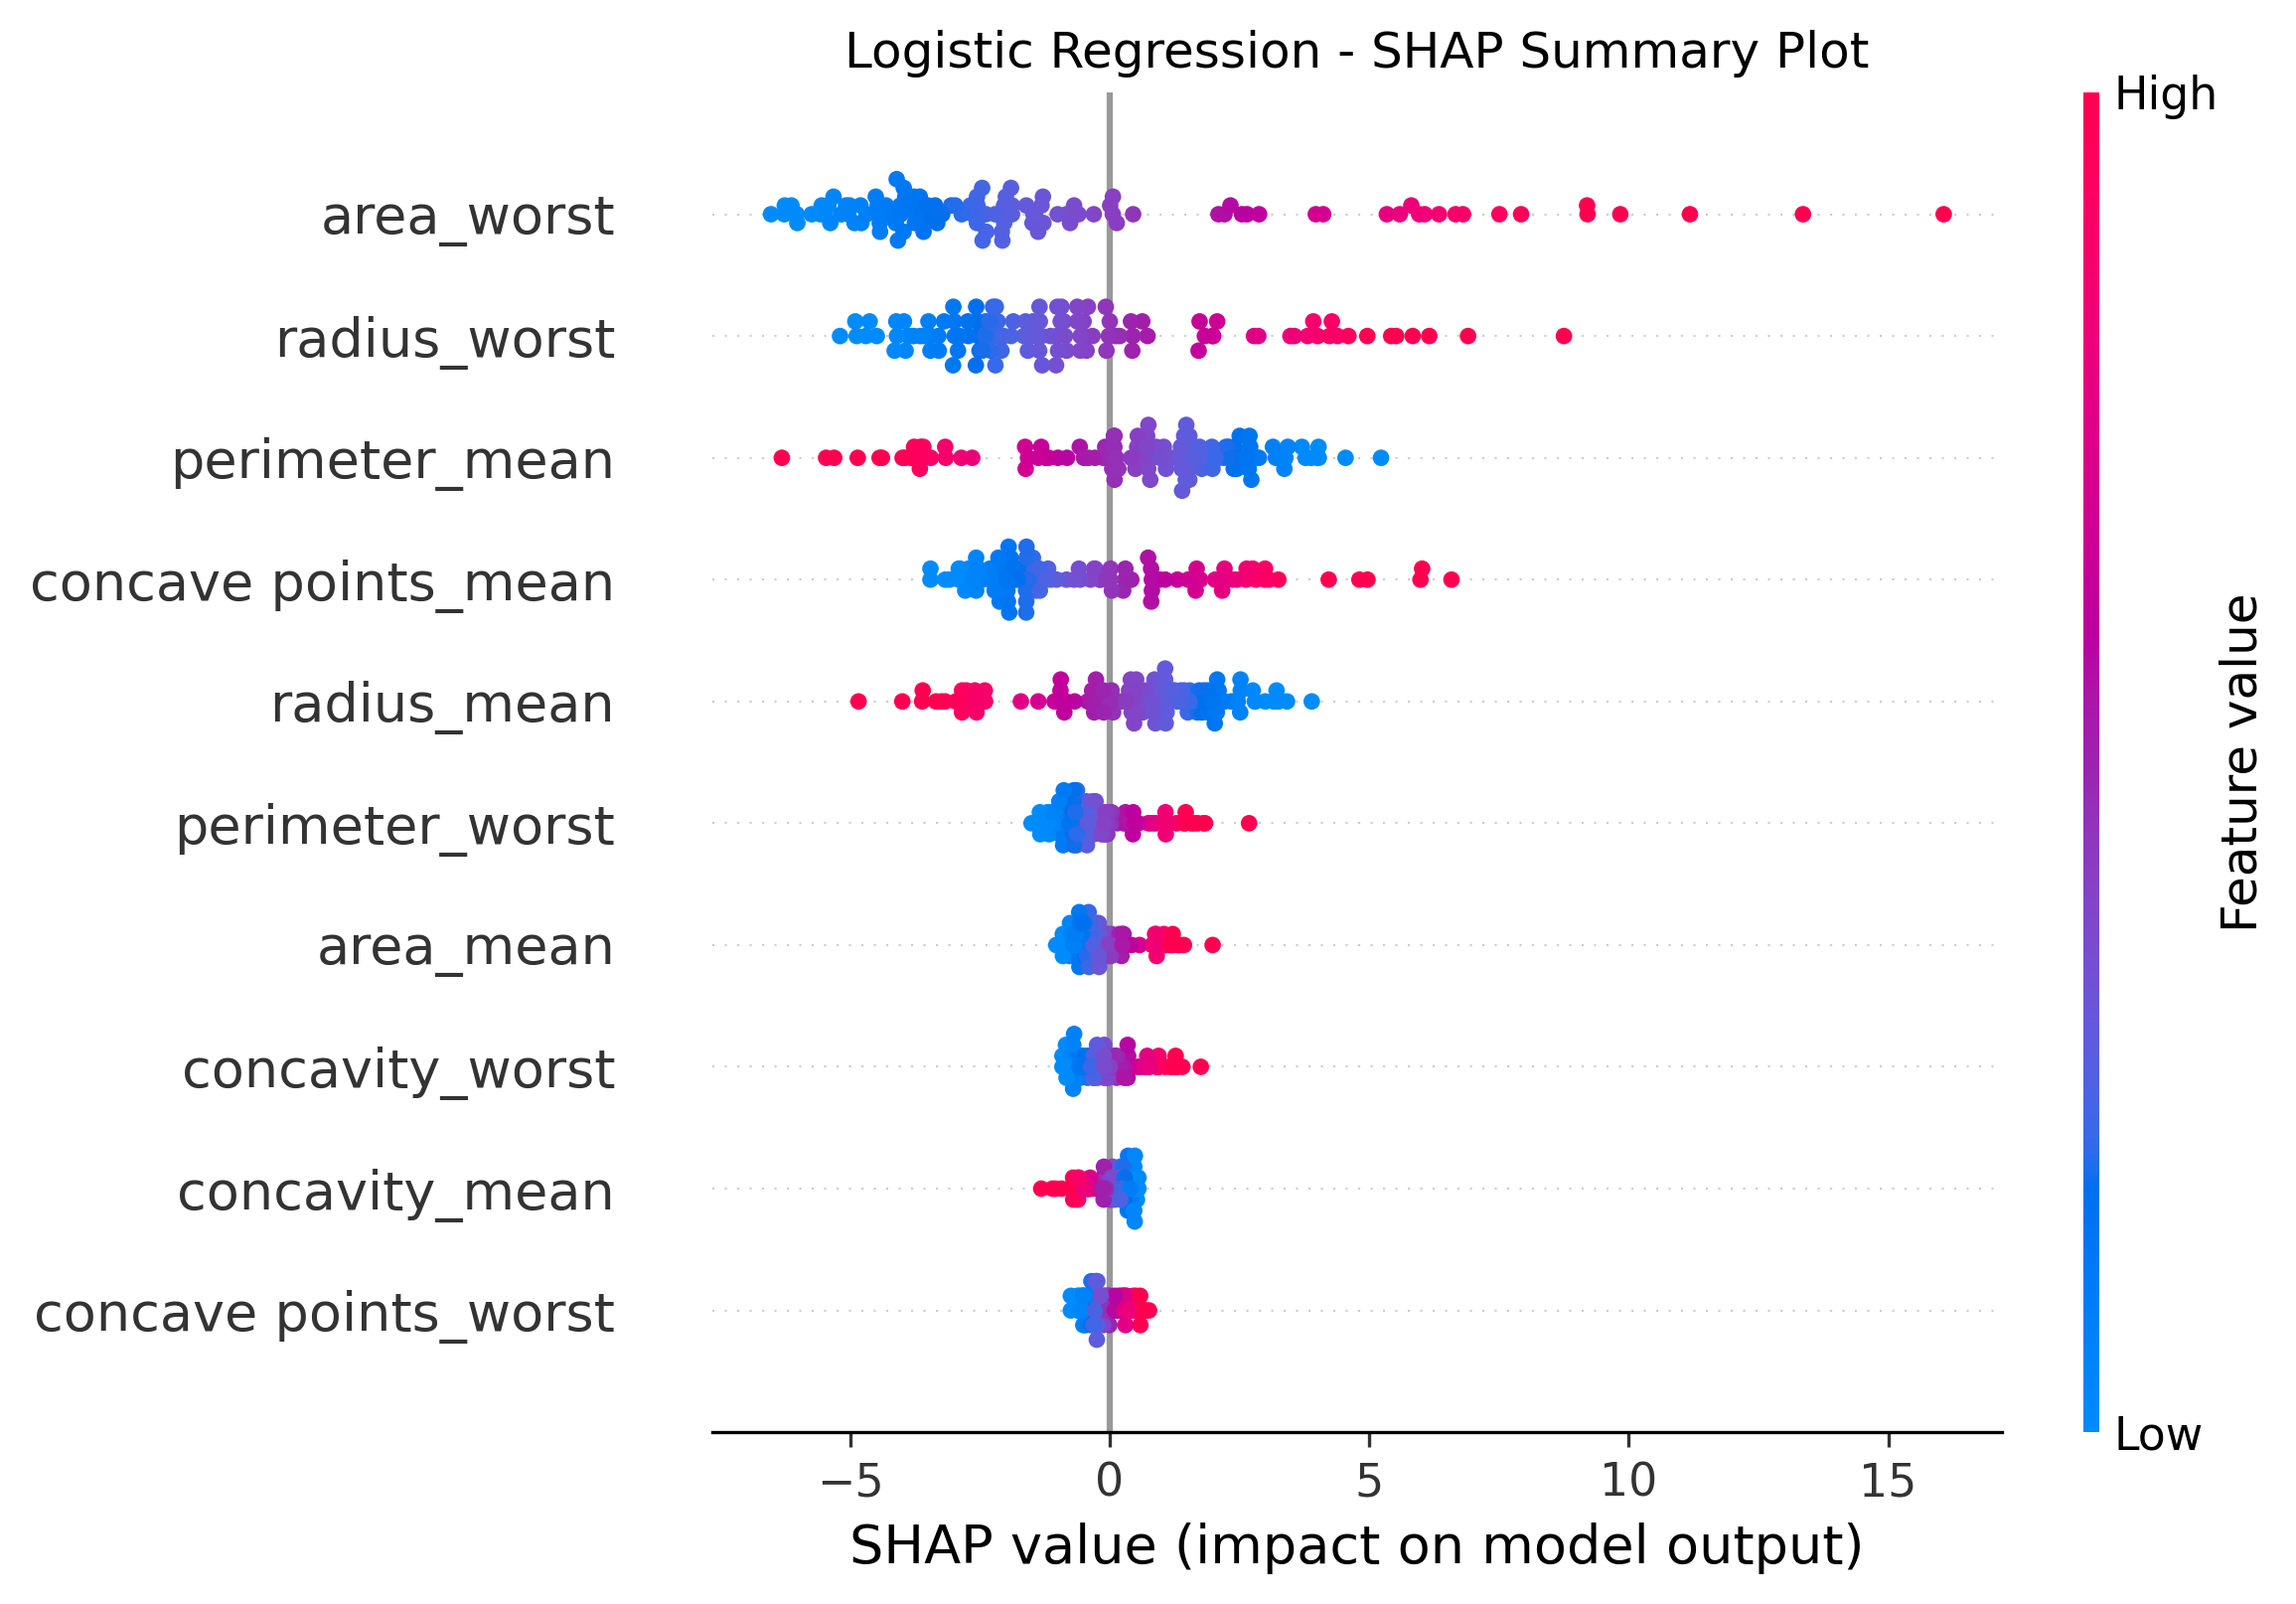 Logistic Regression - SHAP Summary Plot
High
area_worst
radius_worst
perimeter_mean
concave points_mean
radius_mean
perimeter_worst
area_mean
concavity_worst
concavity_mean
concave points_worst
Feature value
Low
−5 0 5 10 15
SHAP value (impact on model output)